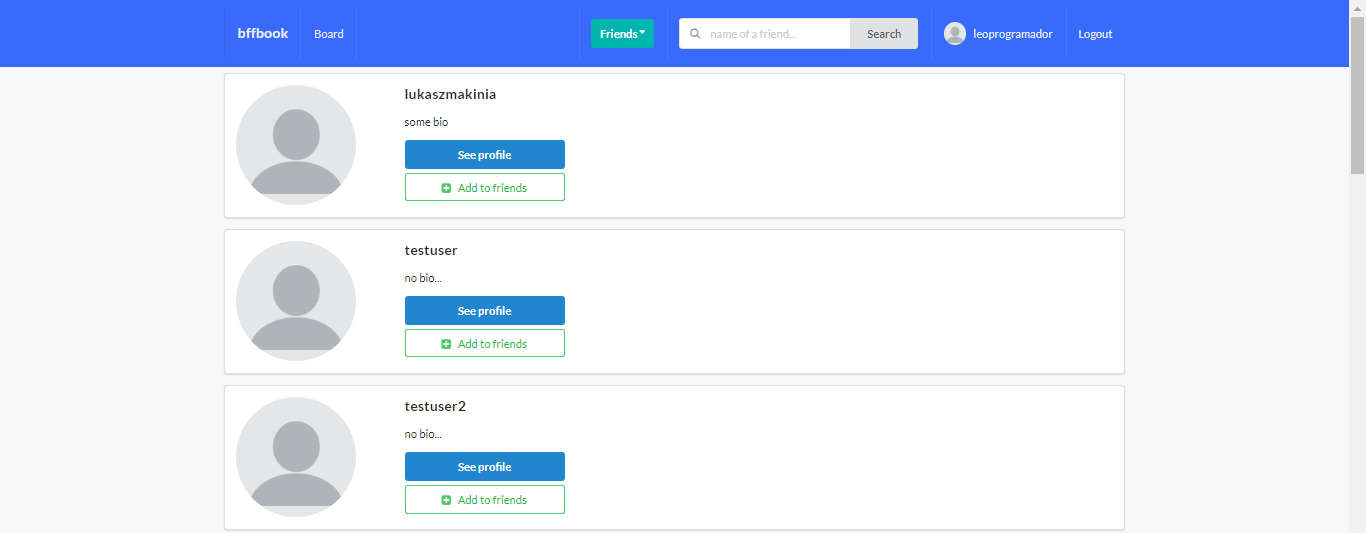 bffbook Board Friends name of a friend... Search leoprogramador Logout
lukaszmakinia
some bio
See profile
Add to friends
testuser
no bio...
See profile
Add to friends
testuser2
no bio...
See profile
Add to friends